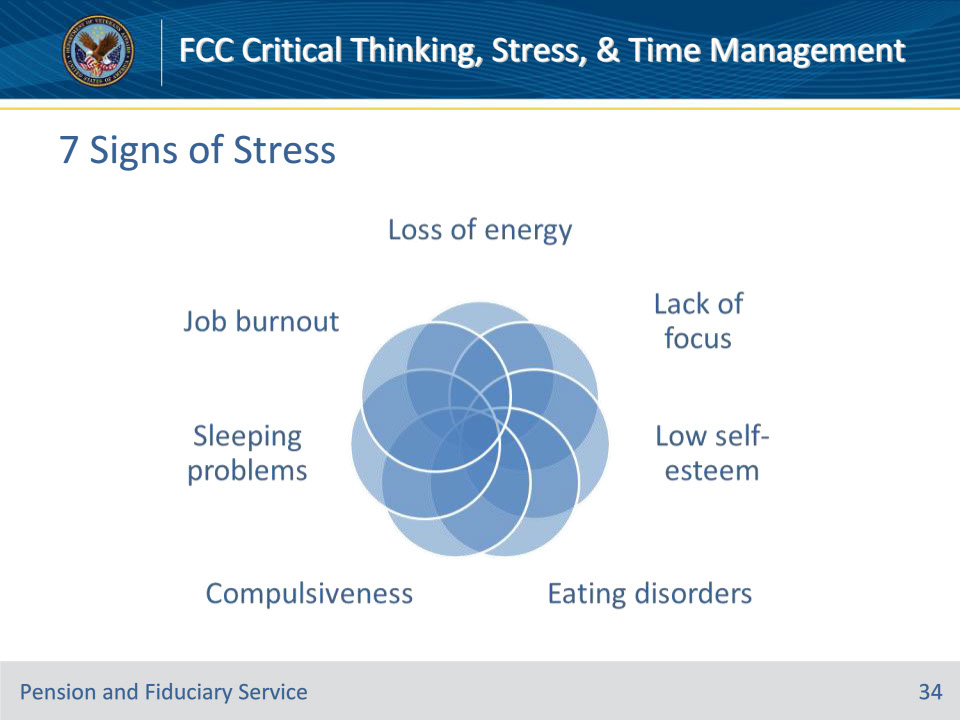 FCC Critical Thinking, Stress, & Time Management
7 Signs of Stress
Loss of energy
Lack of
focus
Low self-
esteem
Eating disorders
Compulsiveness
Sleeping
problems
Job burnout
Pension and Fiduciary Service
34